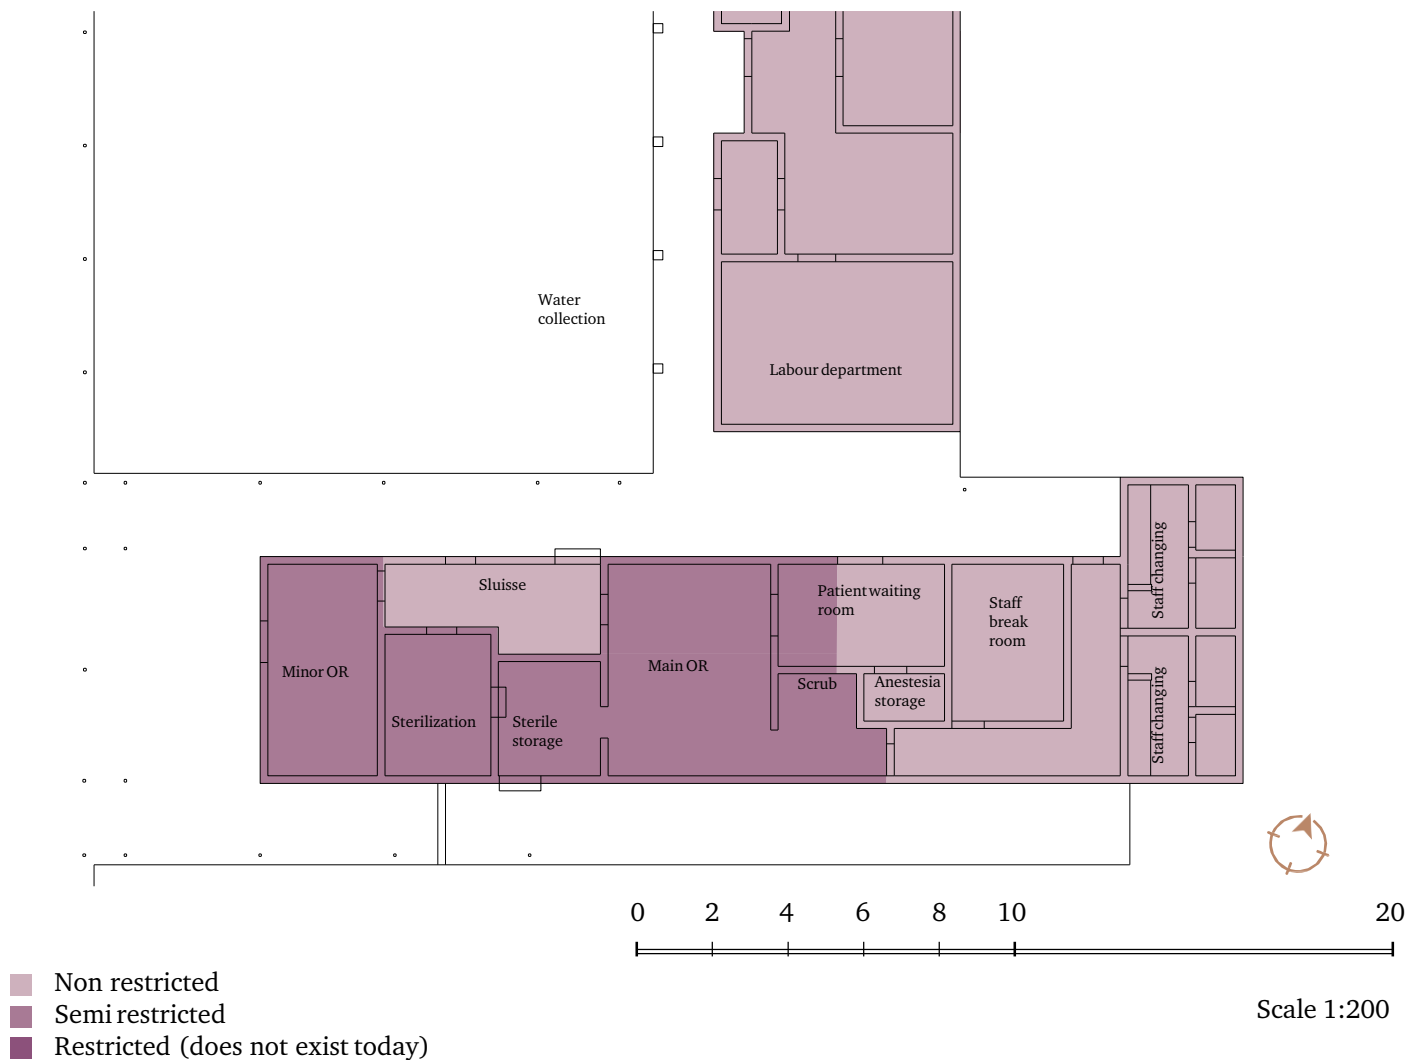 Water
collection
Labour department
Staff changing
Sluisse
Patient waiting
room
Staff
break
room
Minor OR
Main OR
Scrub
Anestesia
storage
Staff changing
Sterilization
Sterile
storage
0 2 4 6 8 10 20
Non restricted
Semi restricted
Restricted (does not exist today)
Scale 1:200